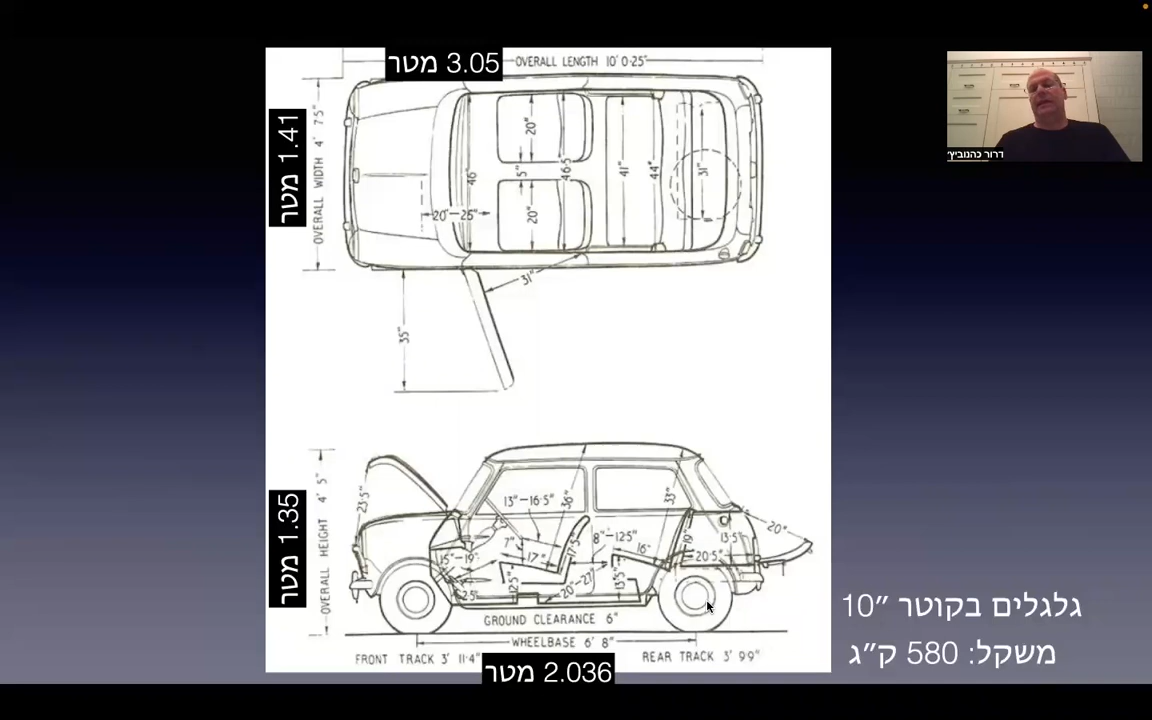 3.05 מטר
OVERALL LENGTH 10' 0·25"
1.41 מטר
OVERALL WIDTH 4' 7·5"
20"
5"
20"
46"
46·5"
41"
44"
31"
20"—25"
31"
35"
דרור כהנוביץ'
1.35 מטר
OVERALL HEIGHT 4' 5"
23·5"
13"—16·5"
36"
33"
7"
17"
17·5"
8"—12·5"
16"
19"
13·5"
20"
20·5"
15"—19"
12·5"
20"—27"
13·5"
GROUND CLEARANCE 6"
WHEELBASE 6' 8"
FRONT TRACK 3' 11·4"
REAR TRACK 3' 9·9"
2.036 מטר
גלגלים בקוטר 10״
משקל: 580 ק״ג